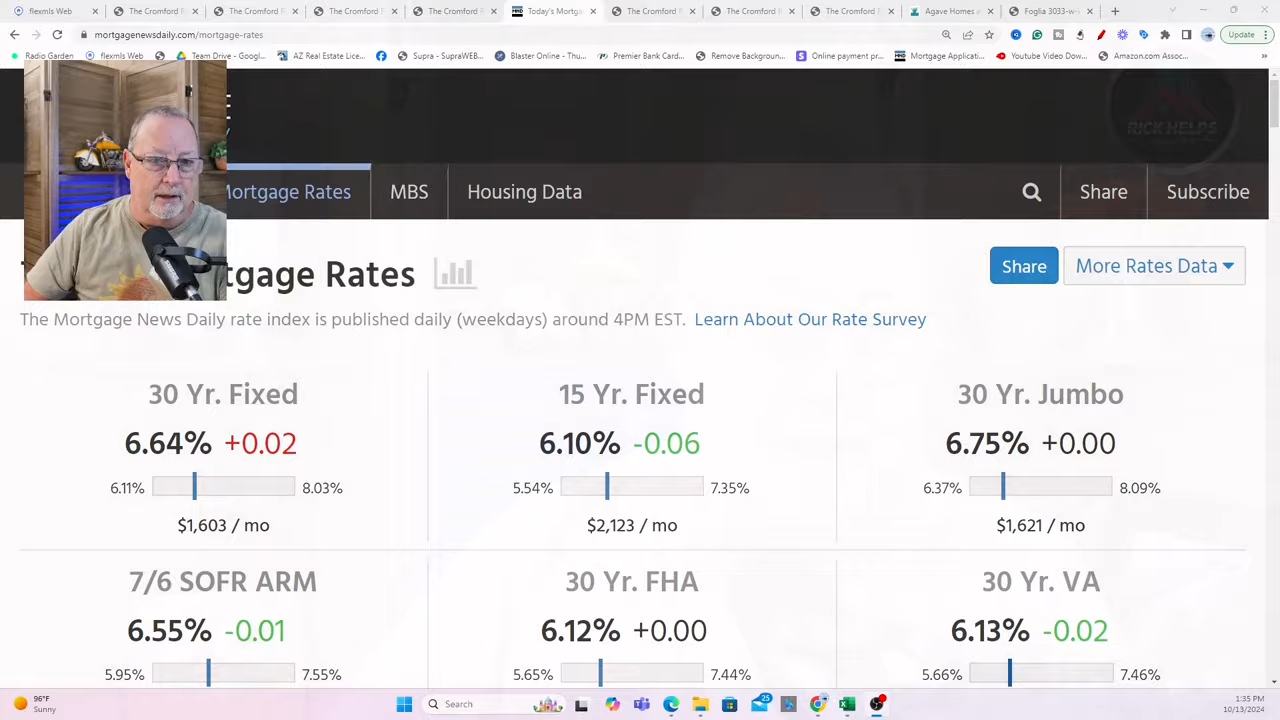 flexmls Web
The Cromford R
The Cromford R
The Cromford R
The Cromford R
Today's Mortga
The Cromford R
The Cromford R
The Cromford R
Agave Homes a
Foglia 3033-w-
mortgagenewsdaily.com/mortgage-rates
Update
Radio Garden
flexmls Web
Team Drive - Googl...
AZ Real Estate Lice...
Supra - SupraWEB...
Blaster Online - Thu...
Premier Bank Card...
Remove Backgroun...
Online payment pr...
Mortgage Applicati...
Youtube Video Dow...
Amazon.com Assoc...
RICK HELPS
Mortgage Rates
MBS
Housing Data
Share
Subscribe
tgage Rates
Share
More Rates Data
The Mortgage News Daily rate index is published daily (weekdays) around 4PM EST. Learn About Our Rate Survey
30 Yr. Fixed
6.64% +0.02
6.11% 8.03%
$1,603 / mo
15 Yr. Fixed
6.10% -0.06
5.54% 7.35%
$2,123 / mo
30 Yr. Jumbo
6.75% +0.00
6.37% 8.09%
$1,621 / mo
7/6 SOFR ARM
6.55% -0.01
5.95% 7.55%
30 Yr. FHA
6.12% +0.00
5.65% 7.44%
30 Yr. VA
6.13% -0.02
5.66% 7.46%
96°F
Sunny
Search
25
1:35 PM
10/13/2024